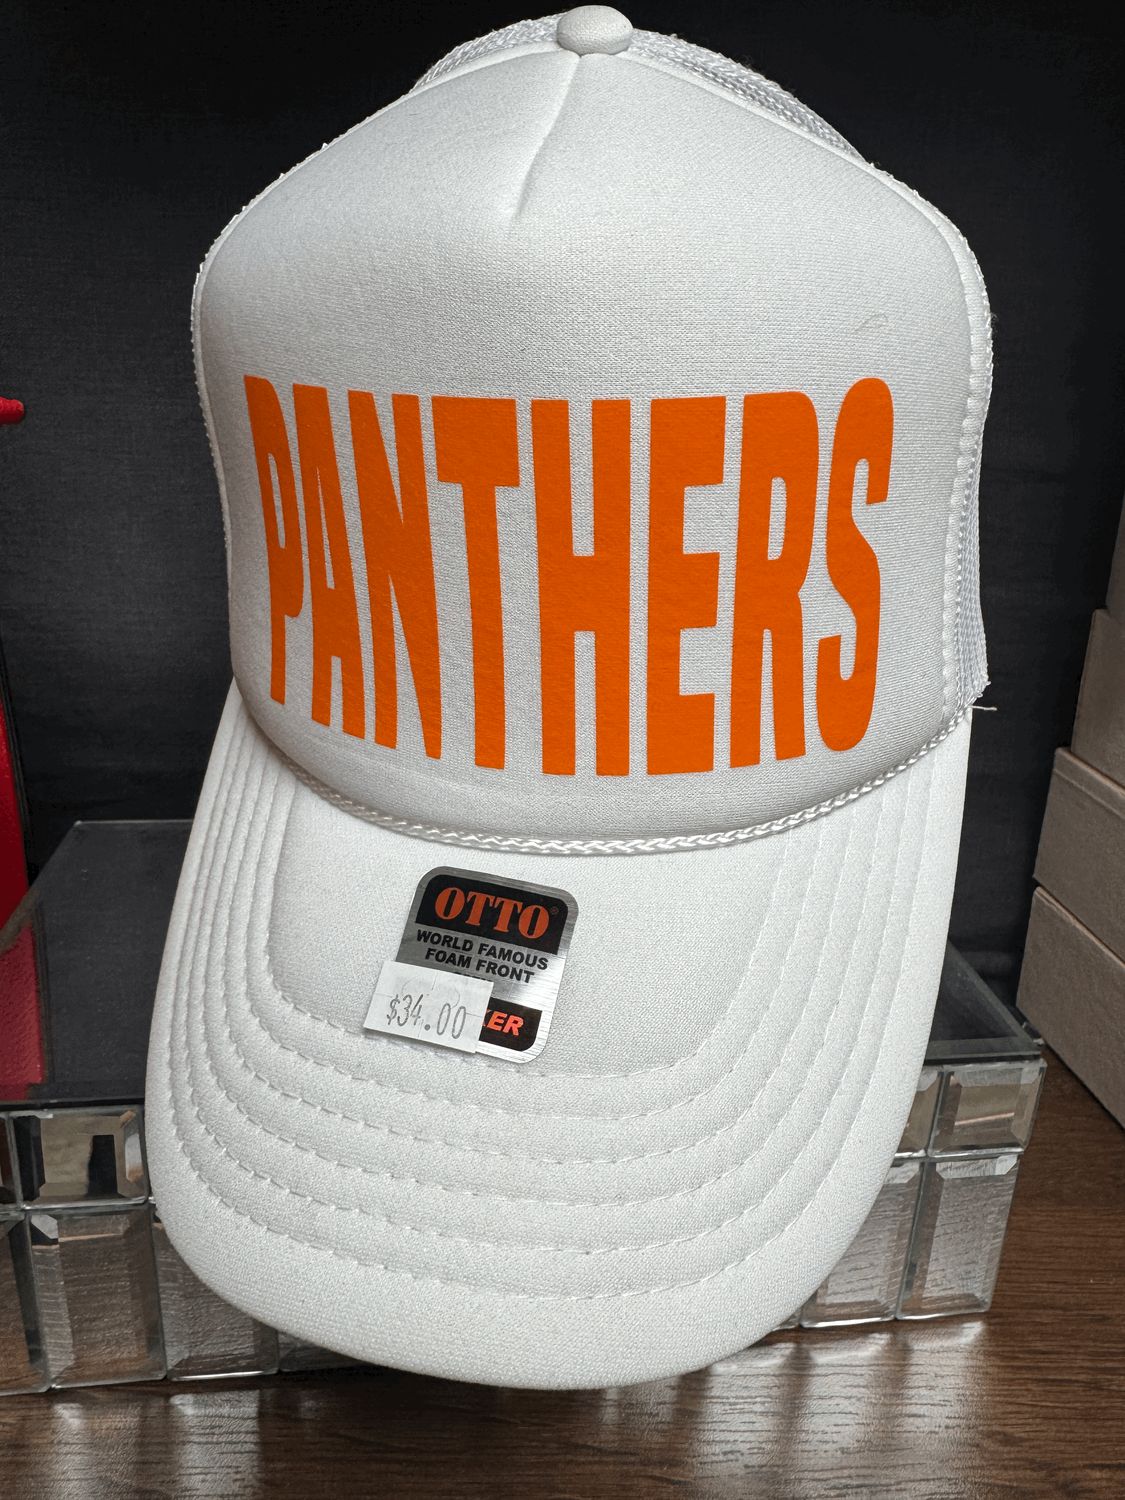 PANTHERS
OTTO®
WORLD FAMOUS
FOAM FRONT
$34.00